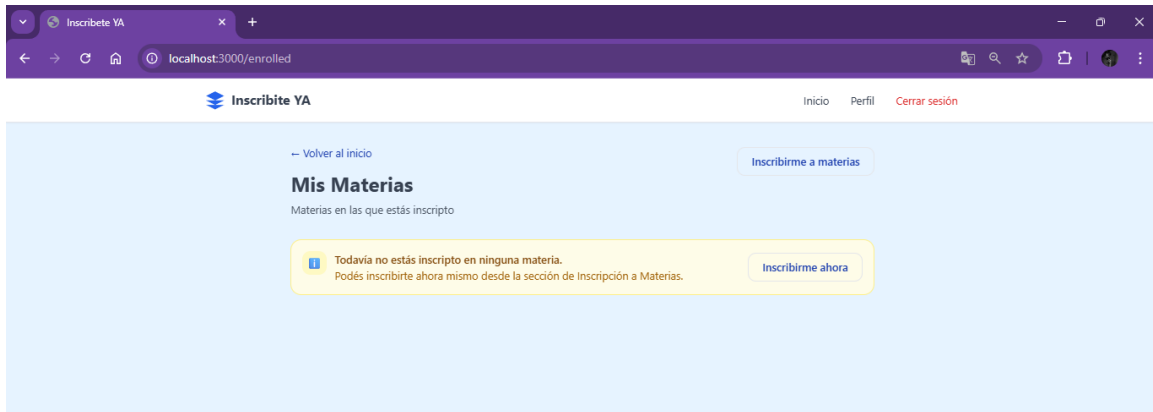 Inscribete YA
localhost:3000/enrolled
Inscribite YA
Inicio
Perfil
Cerrar sesión
← Volver al inicio
Inscribirme a materias
Mis Materias
Materias en las que estás inscripto
Todavía no estás inscripto en ninguna materia.
Podés inscribirte ahora mismo desde la sección de Inscripción a Materias.
Inscribirme ahora